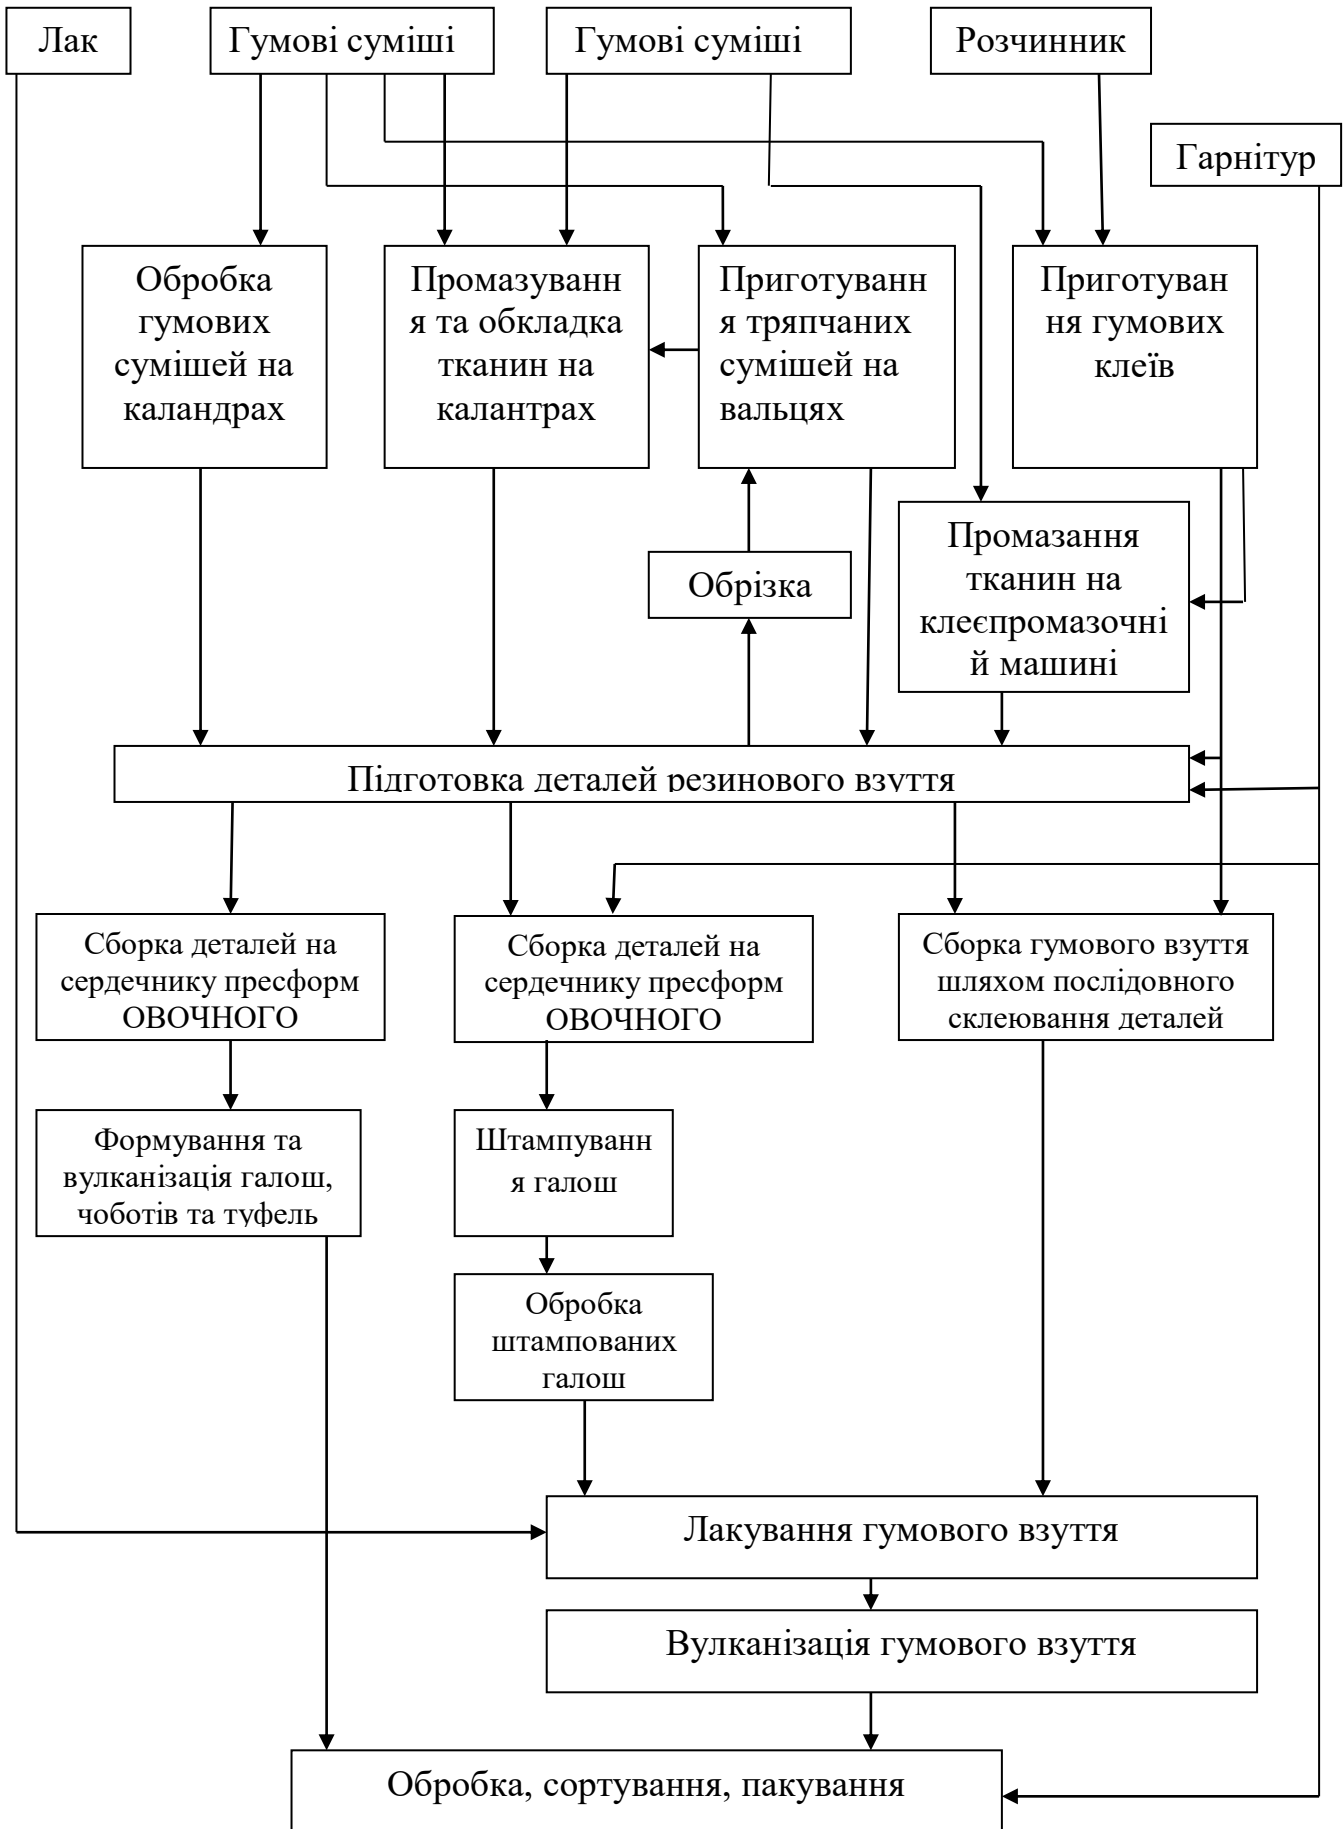 Лак
Гумові суміші
Гумові суміші
Розчинник
Гарнітур
Обробка
гумових
сумішей на
каландрах
Промазуванн
я та обкладка
тканин на
калантрах
Приготуванн
я тряпчаних
сумішей на
вальцях
Приготуван
ня гумових
клеїв
Промазання
тканин на
клеєпромазочні
й машині
Обрізка
Підготовка деталей резинового взуття
Сборка деталей на
сердечнику пресформ
ОВОЧНОГО
Сборка деталей на
сердечнику пресформ
ОВОЧНОГО
Сборка гумового взуття
шляхом послідовного
склеювання деталей
Формування та
вулканізація галош,
чоботів та туфель
Штампуванн
я галош
Обробка
штампованих
галош
Лакування гумового взуття
Вулканізація гумового взуття
Обробка, сортування, пакування